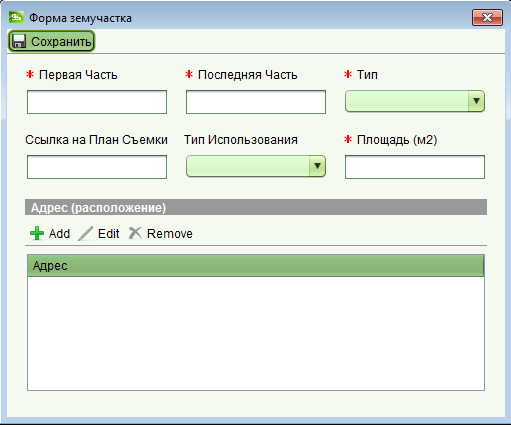 Форма земучастка
Сохранить
* Первая Часть * Последняя Часть * Тип
Ссылка на План Съемки Тип Использования * Площадь (м2)
Адрес (расположение)
Add Edit Remove
Адрес